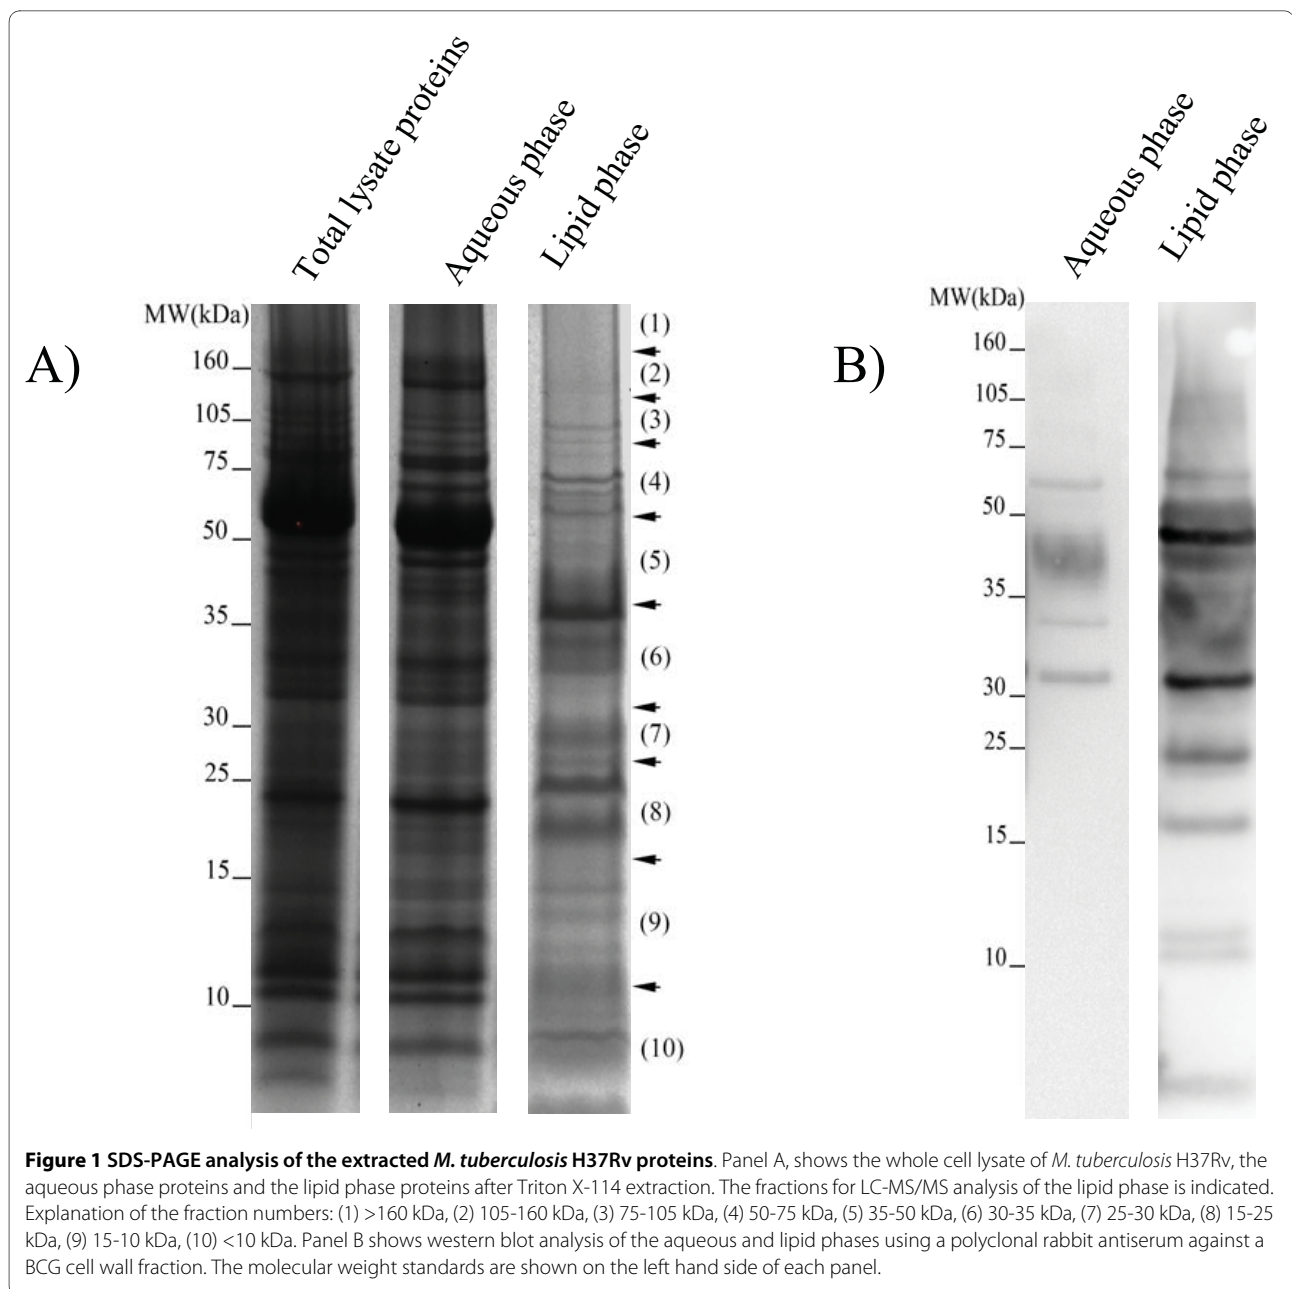 Total lysate proteins
Aqueous phase
Lipid phase
Aqueous phase
Lipid phase
A)
MW(kDa)
160
105
75
50
35
30
25
15
10
(1)
(2)
(3)
(4)
(5)
(6)
(7)
(8)
(9)
(10)
B)
MW(kDa)
160
105
75
50
35
30
25
15
10
Figure 1 SDS-PAGE analysis of the extracted M. tuberculosis H37Rv proteins. Panel A, shows the whole cell lysate of M. tuberculosis H37Rv, the
aqueous phase proteins and the lipid phase proteins after Triton X-114 extraction. The fractions for LC-MS/MS analysis of the lipid phase is indicated.
Explanation of the fraction numbers: (1) >160 kDa, (2) 105-160 kDa, (3) 75-105 kDa, (4) 50-75 kDa, (5) 35-50 kDa, (6) 30-35 kDa, (7) 25-30 kDa, (8) 15-25
kDa, (9) 15-10 kDa, (10) <10 kDa. Panel B shows western blot analysis of the aqueous and lipid phases using a polyclonal rabbit antiserum against a
BCG cell wall fraction. The molecular weight standards are shown on the left hand side of each panel.